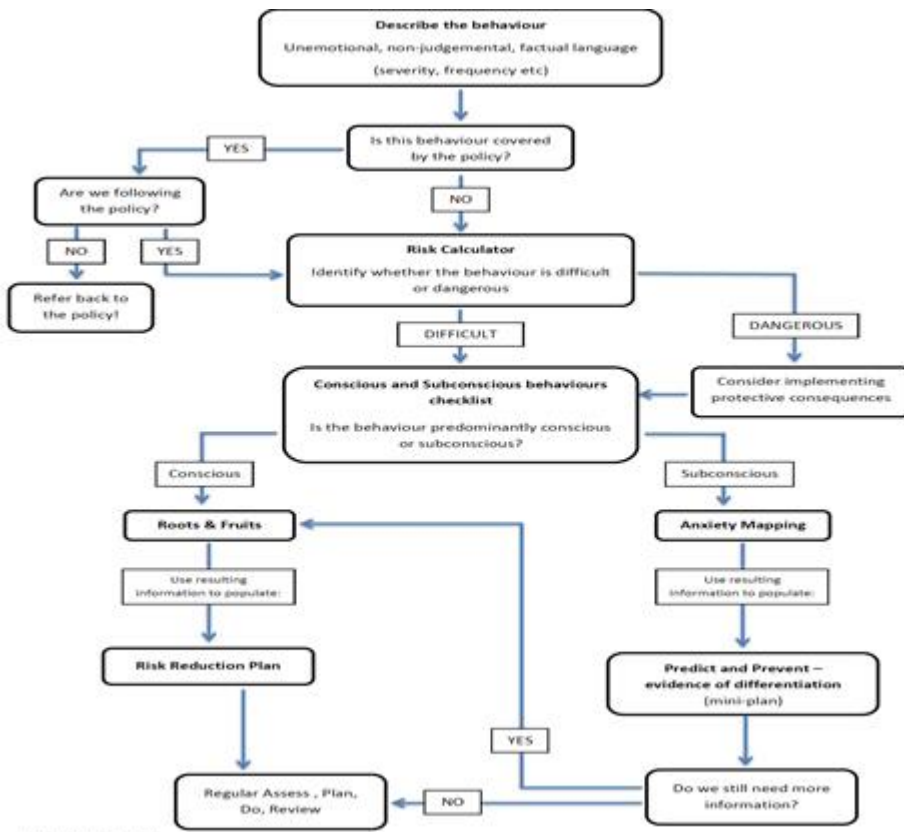 Describe the behaviour
Unemotional, non-judgemental, factual language
(severity, frequency etc)
Is this behaviour covered
by the policy?
YES
NO
Are we following
the policy?
NO
YES
Refer back to
the policy!
Risk Calculator
Identify whether the behaviour is difficult
or dangerous
DIFFICULT
DANGEROUS
Consider implementing
protective consequences
Conscious and Subconscious behaviours
checklist
Is the behaviour predominantly conscious
or subconscious?
Conscious
Subconscious
Roots & Fruits
Anxiety Mapping
Use resulting
information to populate:
Use resulting
information to populate:
Risk Reduction Plan
Predict and Prevent –
evidence of differentiation
(mini-plan)
YES
Regular Assess , Plan,
Do, Review
NO
Do we still need more
information?